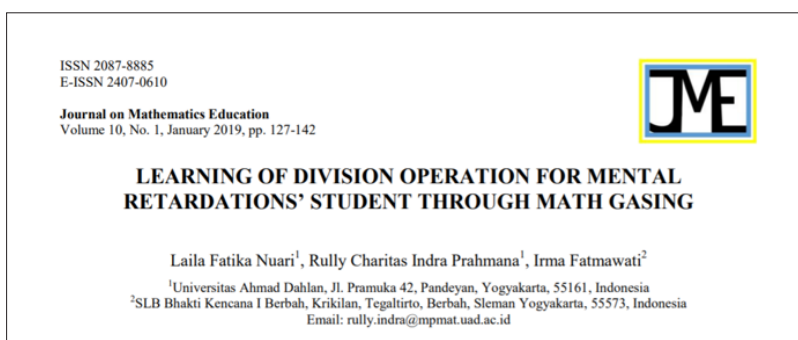 ISSN 2087-8885
E-ISSN 2407-0610
Journal on Mathematics Education
Volume 10, No. 1, January 2019, pp. 127-142
JME
LEARNING OF DIVISION OPERATION FOR MENTAL
RETARDATIONS' STUDENT THROUGH MATH GASING
Laila Fatika Nuari1, Rully Charitas Indra Prahmana1, Irma Fatmawati2
1Universitas Ahmad Dahlan, Jl. Pramuka 42, Pandeyan, Yogyakarta, 55161, Indonesia
2SLB Bhakti Kencana I Berbah, Krikilan, Tegaltirto, Berbah, Sleman Yogyakarta, 55573, Indonesia
Email: rully.indra@mpmat.uad.ac.id